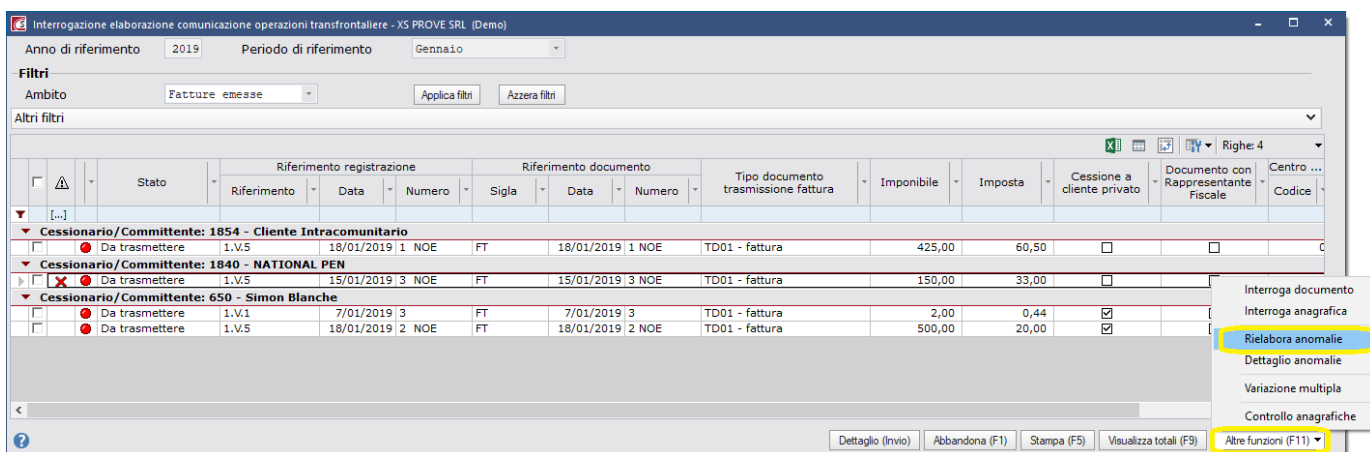 Interrogazione elaborazione comunicazione operazioni transfrontaliere - XS PROVE SRL (Demo)
Anno di riferimento 2019 Periodo di riferimento Gennaio
Filtri
Ambito Fatture emesse Applica filtri Azzera filtri
Altri filtri
Righe: 4
Stato Riferimento registrazione Riferimento documento Tipo documento trasmissione fattura Imponibile Imposta Cessione a cliente privato Documento con Rappresentante Fiscale Centro ...
Riferimento Data Numero Sigla Data Numero Codice
[...]
Cessionario/Committente: 1854 - Cliente Intracomunitario
Da trasmettere 1.V.5 18/01/2019 1 NOE FT 18/01/2019 1 NOE TD01 - fattura 425,00 60,50 0
Cessionario/Committente: 1840 - NATIONAL PEN
Da trasmettere 1.V.5 15/01/2019 3 NOE FT 15/01/2019 3 NOE TD01 - fattura 150,00 33,00
Cessionario/Committente: 650 - Simon Blanche
Da trasmettere 1.V.1 7/01/2019 3 FT 7/01/2019 3 TD01 - fattura 2,00 0,44
Da trasmettere 1.V.5 18/01/2019 2 NOE FT 18/01/2019 2 NOE TD01 - fattura 500,00 20,00
Interroga documento
Interroga anagrafica
Rielabora anomalie
Dettaglio anomalie
Variazione multipla
Controllo anagrafiche
Dettaglio (Invio) Abbandona (F1) Stampa (F5) Visualizza totali (F9) Altre funzioni (F11)